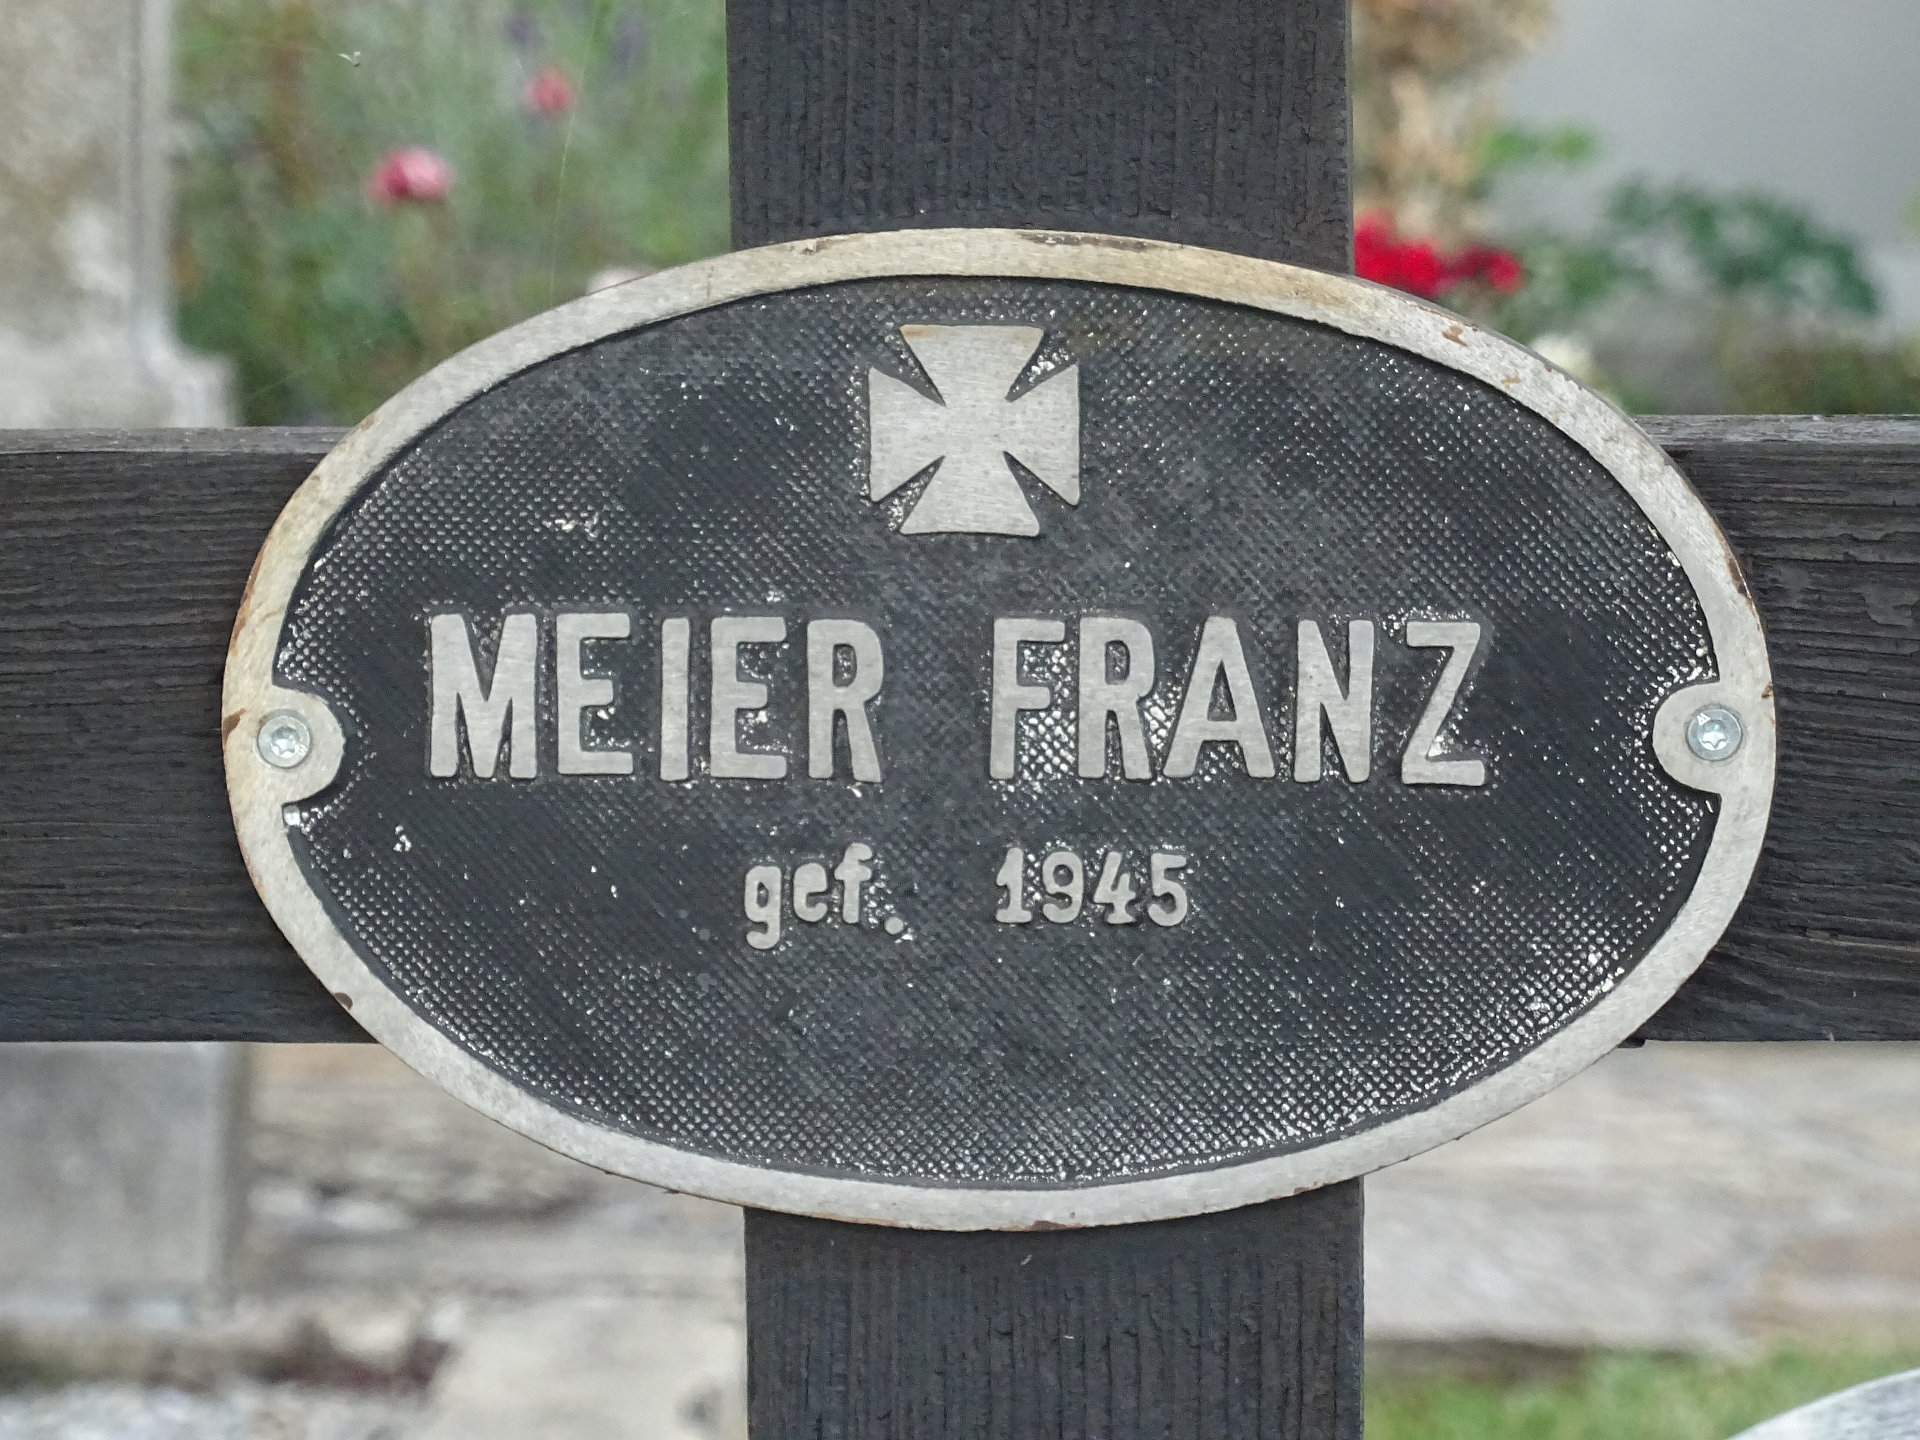 MEIER FRANZ
gef. 1945